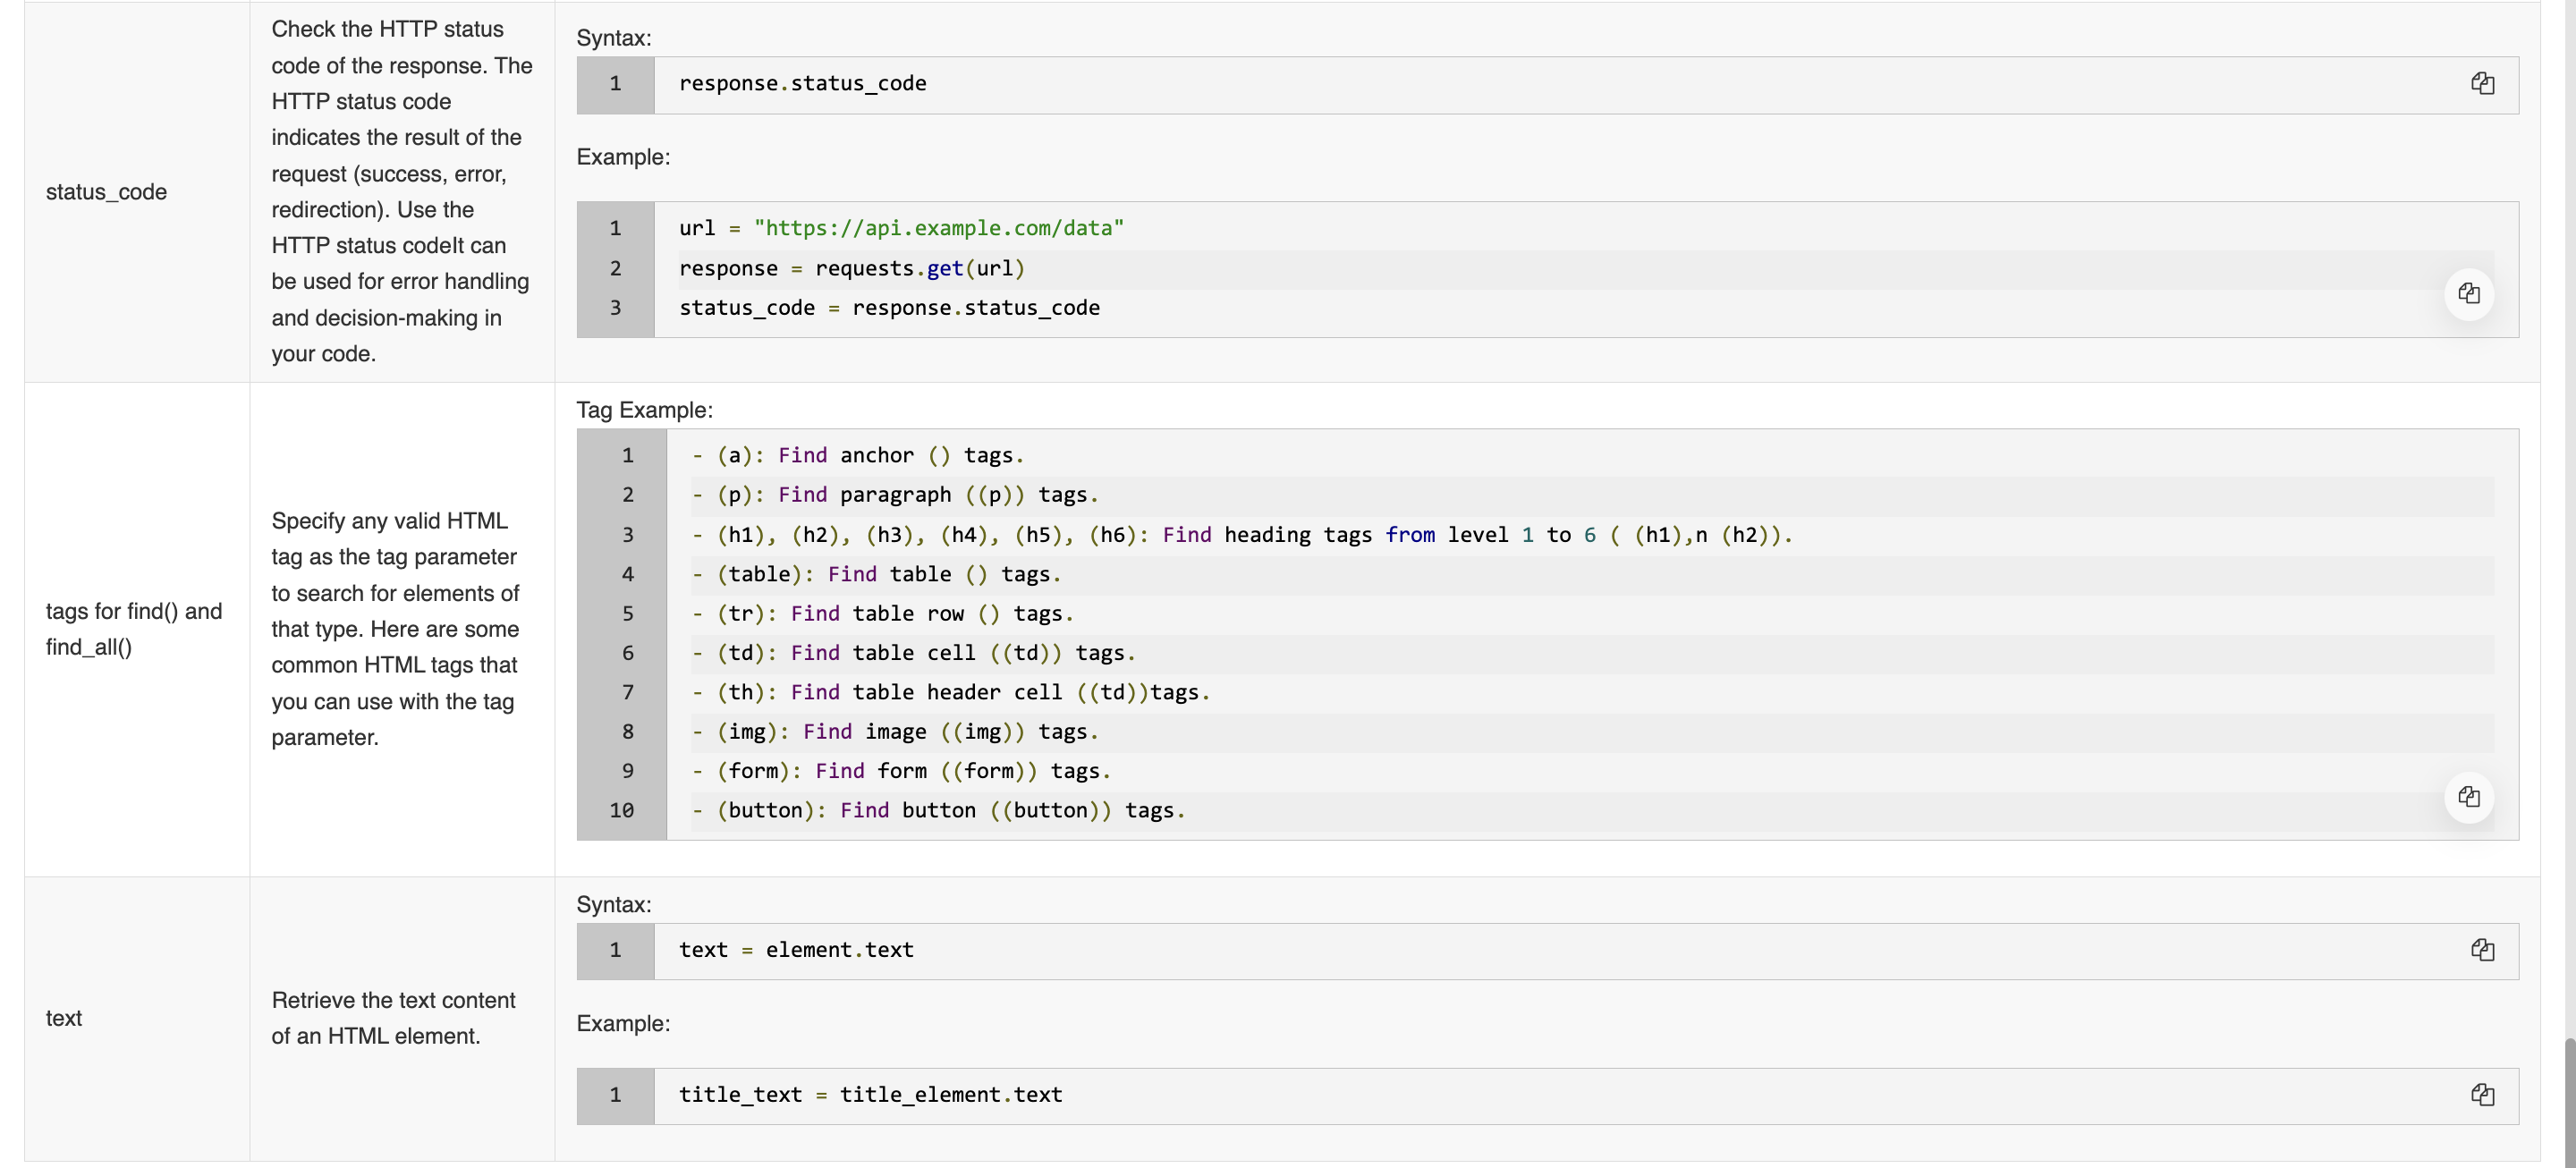 status_code
Check the HTTP status
code of the response. The
HTTP status code
indicates the result of the
request (success, error,
redirection). Use the
HTTP status codeIt can
be used for error handling
and decision-making in
your code.
Syntax:
1 response.status_code
Example:
1 url = "https://api.example.com/data"
2 response = requests.get(url)
3 status_code = response.status_code
tags for find() and
find_all()
Specify any valid HTML
tag as the tag parameter
to search for elements of
that type. Here are some
common HTML tags that
you can use with the tag
parameter.
Tag Example:
1 - (a): Find anchor () tags.
2 - (p): Find paragraph ((p)) tags.
3 - (h1), (h2), (h3), (h4), (h5), (h6): Find heading tags from level 1 to 6 ( (h1),n (h2)).
4 - (table): Find table () tags.
5 - (tr): Find table row () tags.
6 - (td): Find table cell ((td)) tags.
7 - (th): Find table header cell ((td))tags.
8 - (img): Find image ((img)) tags.
9 - (form): Find form ((form)) tags.
10 - (button): Find button ((button)) tags.
text
Retrieve the text content
of an HTML element.
Syntax:
1 text = element.text
Example:
1 title_text = title_element.text